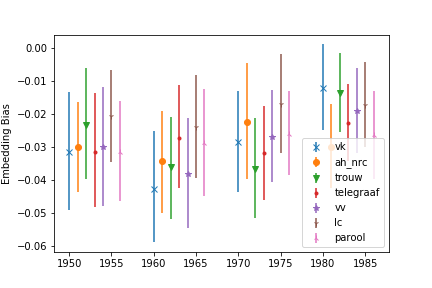 0.00
−0.01
−0.02
−0.03
−0.04
−0.05
−0.06
Embedding Bias
1950
1955
1960
1965
1970
1975
1980
1985
vk
ah_nrc
trouw
telegraaf
vv
lc
parool